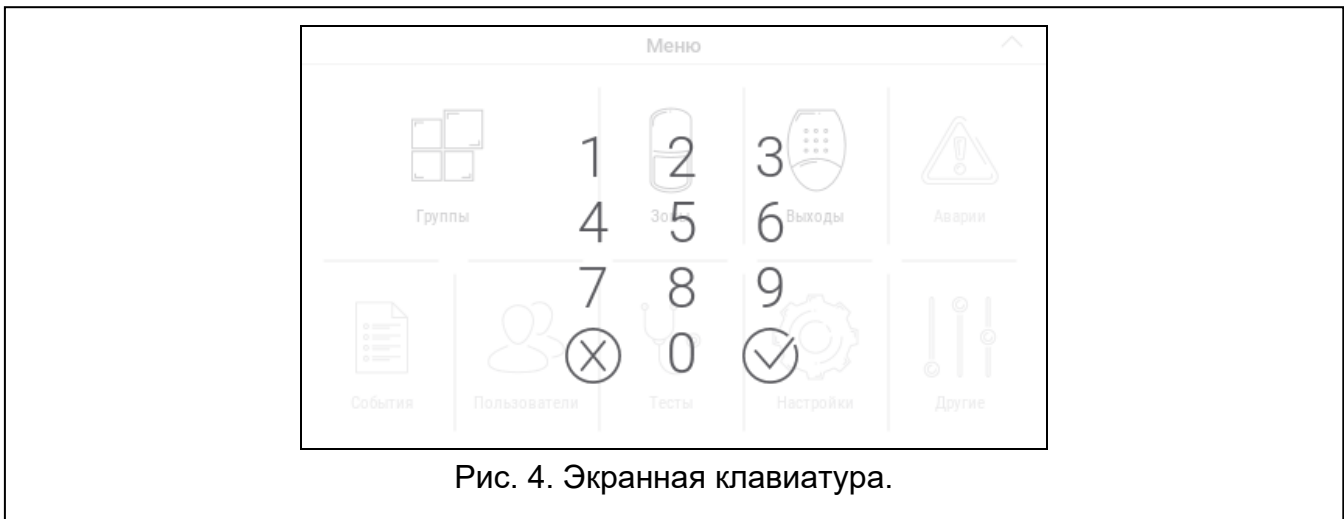 Меню
1 2 3
Группы Зоны Выходы Аварии
4 5 6
7 8 9
0
События Пользователи Тесты Настройки Другие
Рис. 4. Экранная клавиатура.